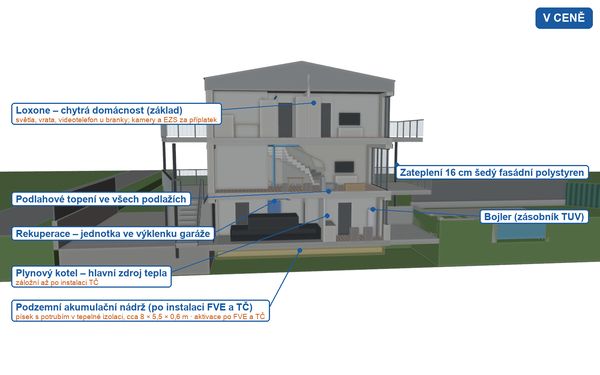 V CENĚ
Loxone – chytrá domácnost (základ)
světla, vrata, videotelefon u branky; kamery a EZS za příplatek
Zateplení 16 cm šedý fasádní polystyren
Podlahové topení ve všech podlažích
Bojler (zásobník TUV)
Rekuperace – jednotka ve výklenku garáže
Plynový kotel – hlavní zdroj tepla
záložní až po instalaci TČ
Podzemní akumulační nádrž (po instalaci FVE a TČ)
písek s potrubím v tepelné izolaci, cca 8 × 5,5 × 0,6 m · aktivace po FVE a TČ